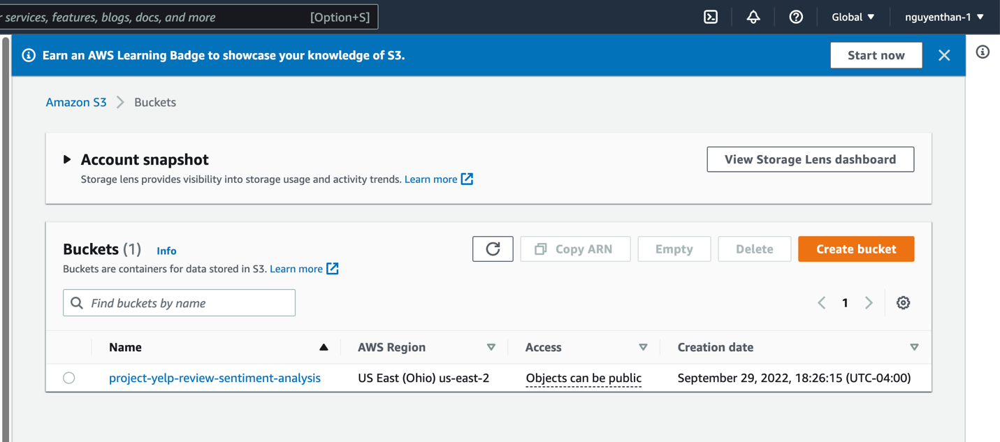 services, features, blogs, docs, and more [Option+S] Global nguyenthan-1
Earn an AWS Learning Badge to showcase your knowledge of S3. Start now
Amazon S3 Buckets
Account snapshot View Storage Lens dashboard
Storage lens provides visibility into storage usage and activity trends. Learn more
Buckets (1) Info Copy ARN Empty Delete Create bucket
Buckets are containers for data stored in S3. Learn more
Find buckets by name 1
Name AWS Region Access Creation date
project-yelp-review-sentiment-analysis US East (Ohio) us-east-2 Objects can be public September 29, 2022, 18:26:15 (UTC-04:00)